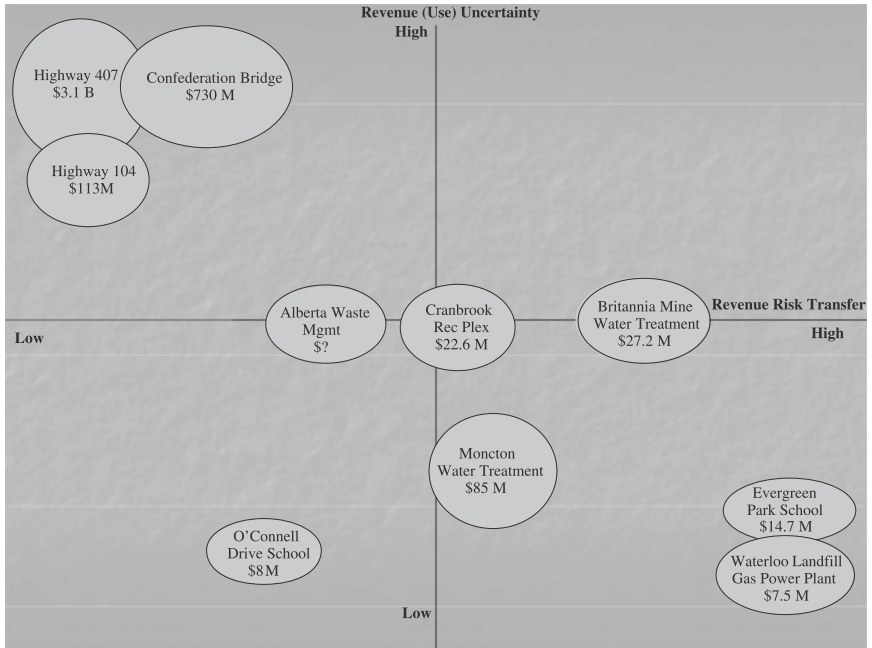 Revenue (Use) Uncertainty
High
Highway 407
$3.1 B
Confederation Bridge
$730 M
Highway 104
$113M
Alberta Waste
Mgmt
$?
Cranbrook
Rec Plex
$22.6 M
Britannia Mine
Water Treatment
$27.2 M
Revenue Risk Transfer
Low
High
Moncton
Water Treatment
$85 M
Evergreen
Park School
$14.7 M
O'Connell
Drive School
$8M
Waterloo Landfill
Gas Power Plant
$7.5 M
Low